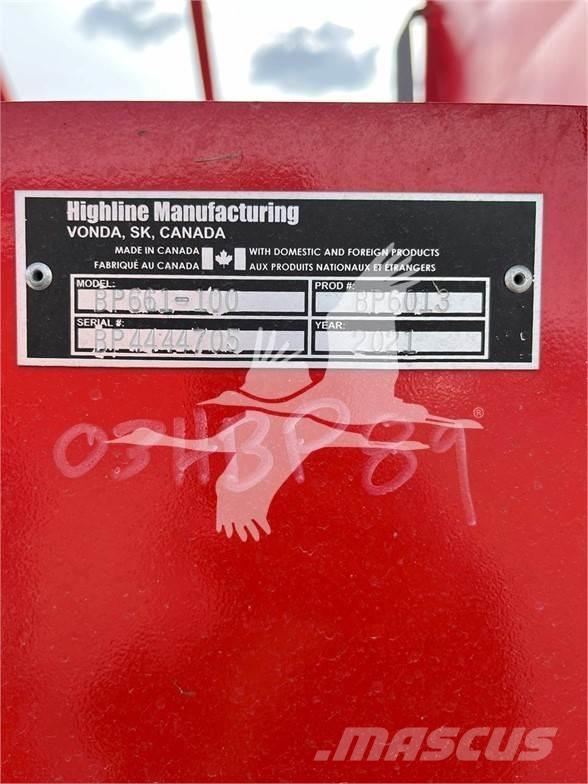 Highline Manufacturing
VONDA, SK, CANADA
MADE IN CANADA WITH DOMESTIC AND FOREIGN PRODUCTS
FABRIQUÉ AU CANADA AUX PRODUITS NATIONAUX ET ÉTRANGERS
MODEL: PROD #:
BP661-100 BP6013
SERIAL #: YEAR:
BP4444705 2021
03HBP89
®
MASCUS